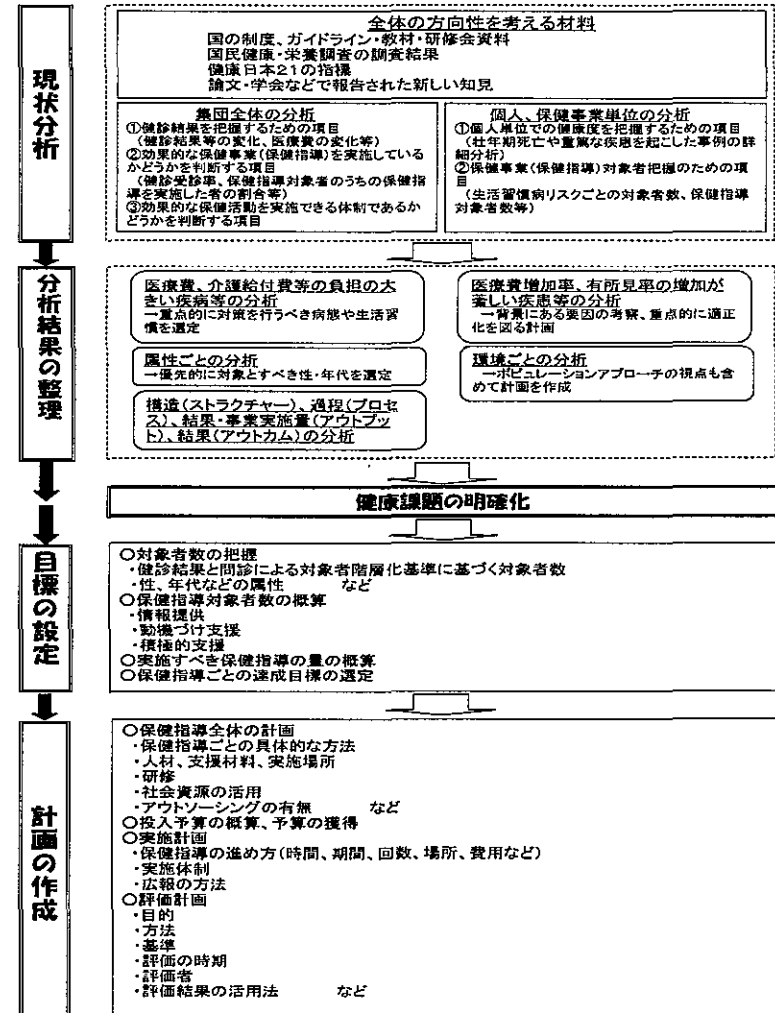 現状分析
全体の方向性を考える材料
国の制度、ガイドライン・教材・研修会資料
国民健康・栄養調査の調査結果
健康日本21の指標
論文・学会などで報告された新しい知見
集団全体の分析
①健診結果を把握するための項目
(健診結果等の変化、医療費の変化等)
②効果的な保健事業(保健指導)を実施している
かどうかを判断する項目
(健診受診率、保健指導対象者のうちの保健指
導を実施した者の割合等)
③効果的な保健活動を実施できる体制であるか
どうかを判断する項目
個人、保健事業単位の分析
①個人単位での健康度を把握するための項目
(壮年期死亡や重篤な疾患を起こした事例の詳
細分析)
②保健事業(保健指導)対象者把握のための項
目
(生活習慣病リスクごとの対象者数、保健指導
対象者数等)
分析結果の整理
医療費、介護給付費等の負担の大
きい疾病等の分析
→重点的に対策を行うべき病態や生活習
慣を選定
医療費増加率、有所見率の増加が
著しい疾患等の分析
→背景にある要因の考察、重点的に適正
化を図る計画
属性ごとの分析
→優先的に対象とすべき性・年代を選定
環境ごとの分析
→ポピュレーションアプローチの視点も含
めて計画を作成
構造(ストラクチャー)、過程(プロセ
ス)、結果・事業実施量(アウトプッ
ト)、結果(アウトカム)の分析
健康課題の明確化
目標の設定
○対象者数の把握
・健診結果と問診による対象者階層化基準に基づく対象者数
・性、年代などの属性 など
○保健指導対象者数の概算
・情報提供
・動機づけ支援
・積極的支援
○実施すべき保健指導の量の概算
○保健指導ごとの達成目標の選定
計画の作成
○保健指導全体の計画
・保健指導ごとの具体的な方法
・人材、支援材料、実施場所
・研修
・社会資源の活用
・アウトソーシングの有無 など
○投入予算の概算、予算の獲得
○実施計画
・保健指導の進め方(時間、期間、回数、場所、費用など)
・実施体制
・広報の方法
○評価計画
・目的
・方法
・基準
・評価の時期
・評価者
・評価結果の活用法 など